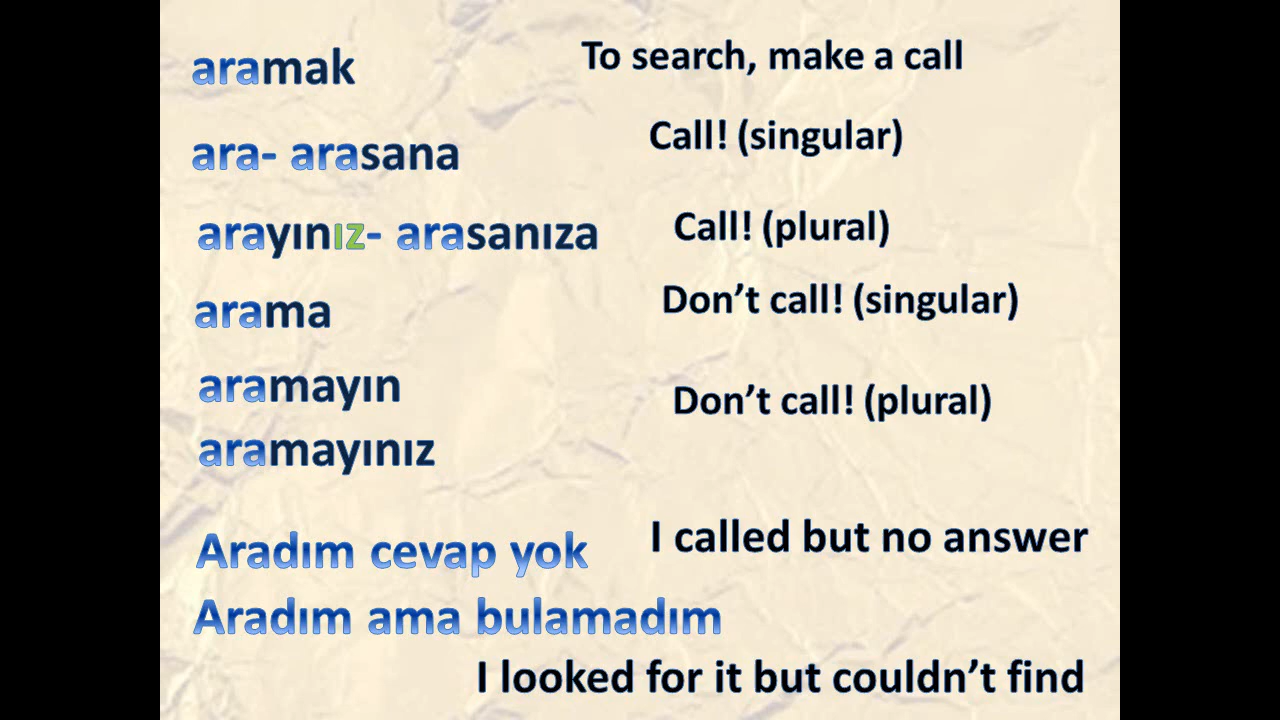 aramak To search, make a call
ara- arasana Call! (singular)
arayınız- arasanıza Call! (plural)
arama Don’t call! (singular)
aramayın Don’t call! (plural)
aramayınız
Aradım cevap yok I called but no answer
Aradım ama bulamadım
I looked for it but couldn’t find